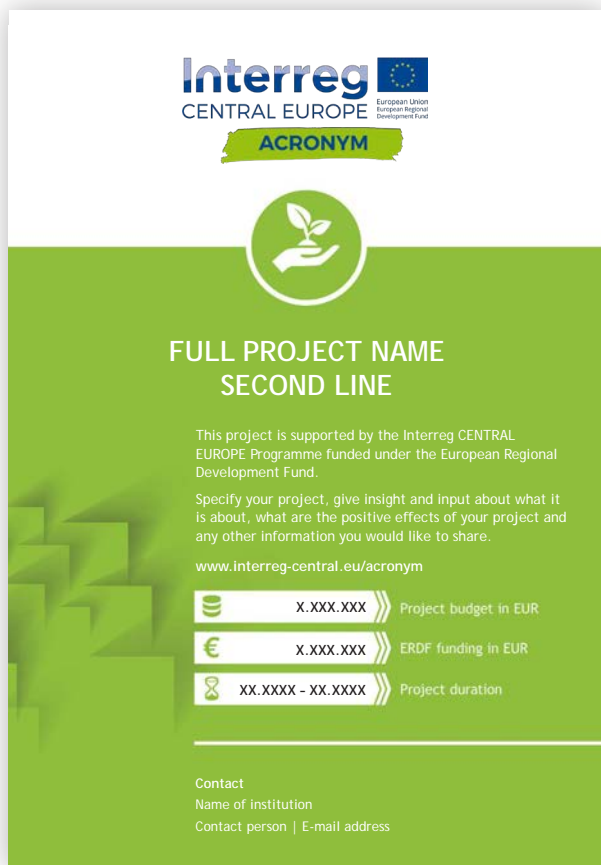 Interreg
CENTRAL EUROPE
European Union
European Regional
Development Fund
ACRONYM
FULL PROJECT NAME
SECOND LINE
This project is supported by the Interreg CENTRAL
EUROPE Programme funded under the European Regional
Development Fund.
Specify your project, give insight and input about what it
is about, what are the positive effects of your project and
any other information you would like to share.
www.interreg-central.eu/acronym
X.XXX.XXX Project budget in EUR
€ X.XXX.XXX ERDF funding in EUR
XX.XXXX - XX.XXXX Project duration
Contact
Name of institution
Contact person | E-mail address